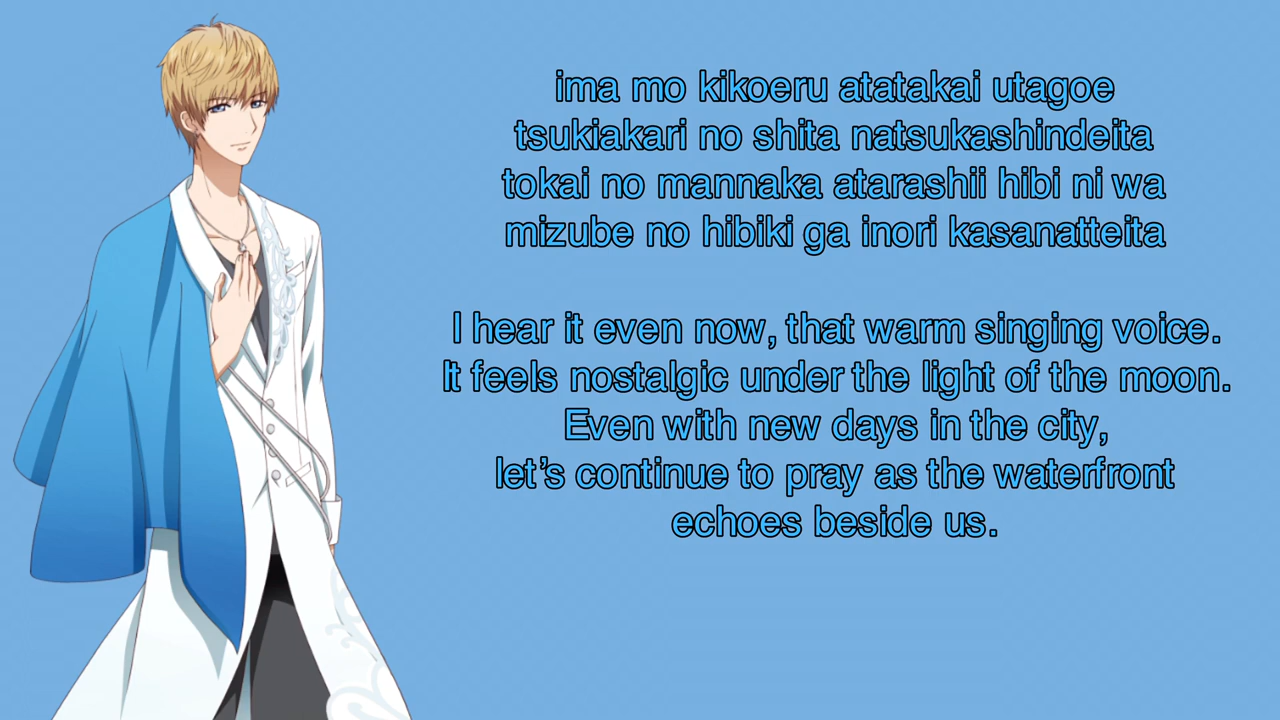 ima mo kikoeru atatakai utagoe
tsukiakari no shita natsukashindeita
tokai no mannaka atarashii hibi ni wa
mizube no hibiki ga inori kasanatteita
I hear it even now, that warm singing voice.
It feels nostalgic under the light of the moon.
Even with new days in the city,
let’s continue to pray as the waterfront
echoes beside us.